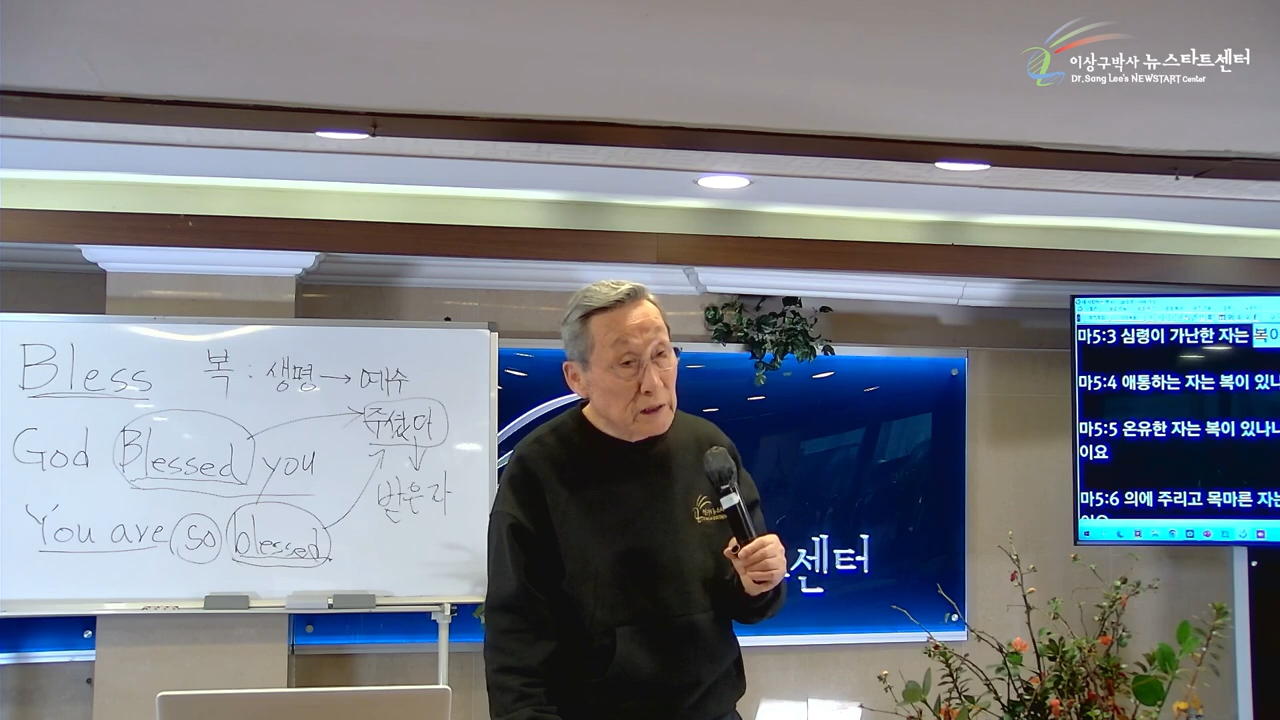 이상구박사 뉴스타트센터
Dr. Sang Lee's NEWSTART Center
Bless 복 : 생명 → 예수
God Blessed you 주셨다
받은 자
You are so blessed.
센터
마5:3 심령이 가난한 자는 복이
마5:4 애통하는 자는 복이 있나니
마5:5 온유한 자는 복이 있나니
이요
마5:6 의에 주리고 목마른 자는